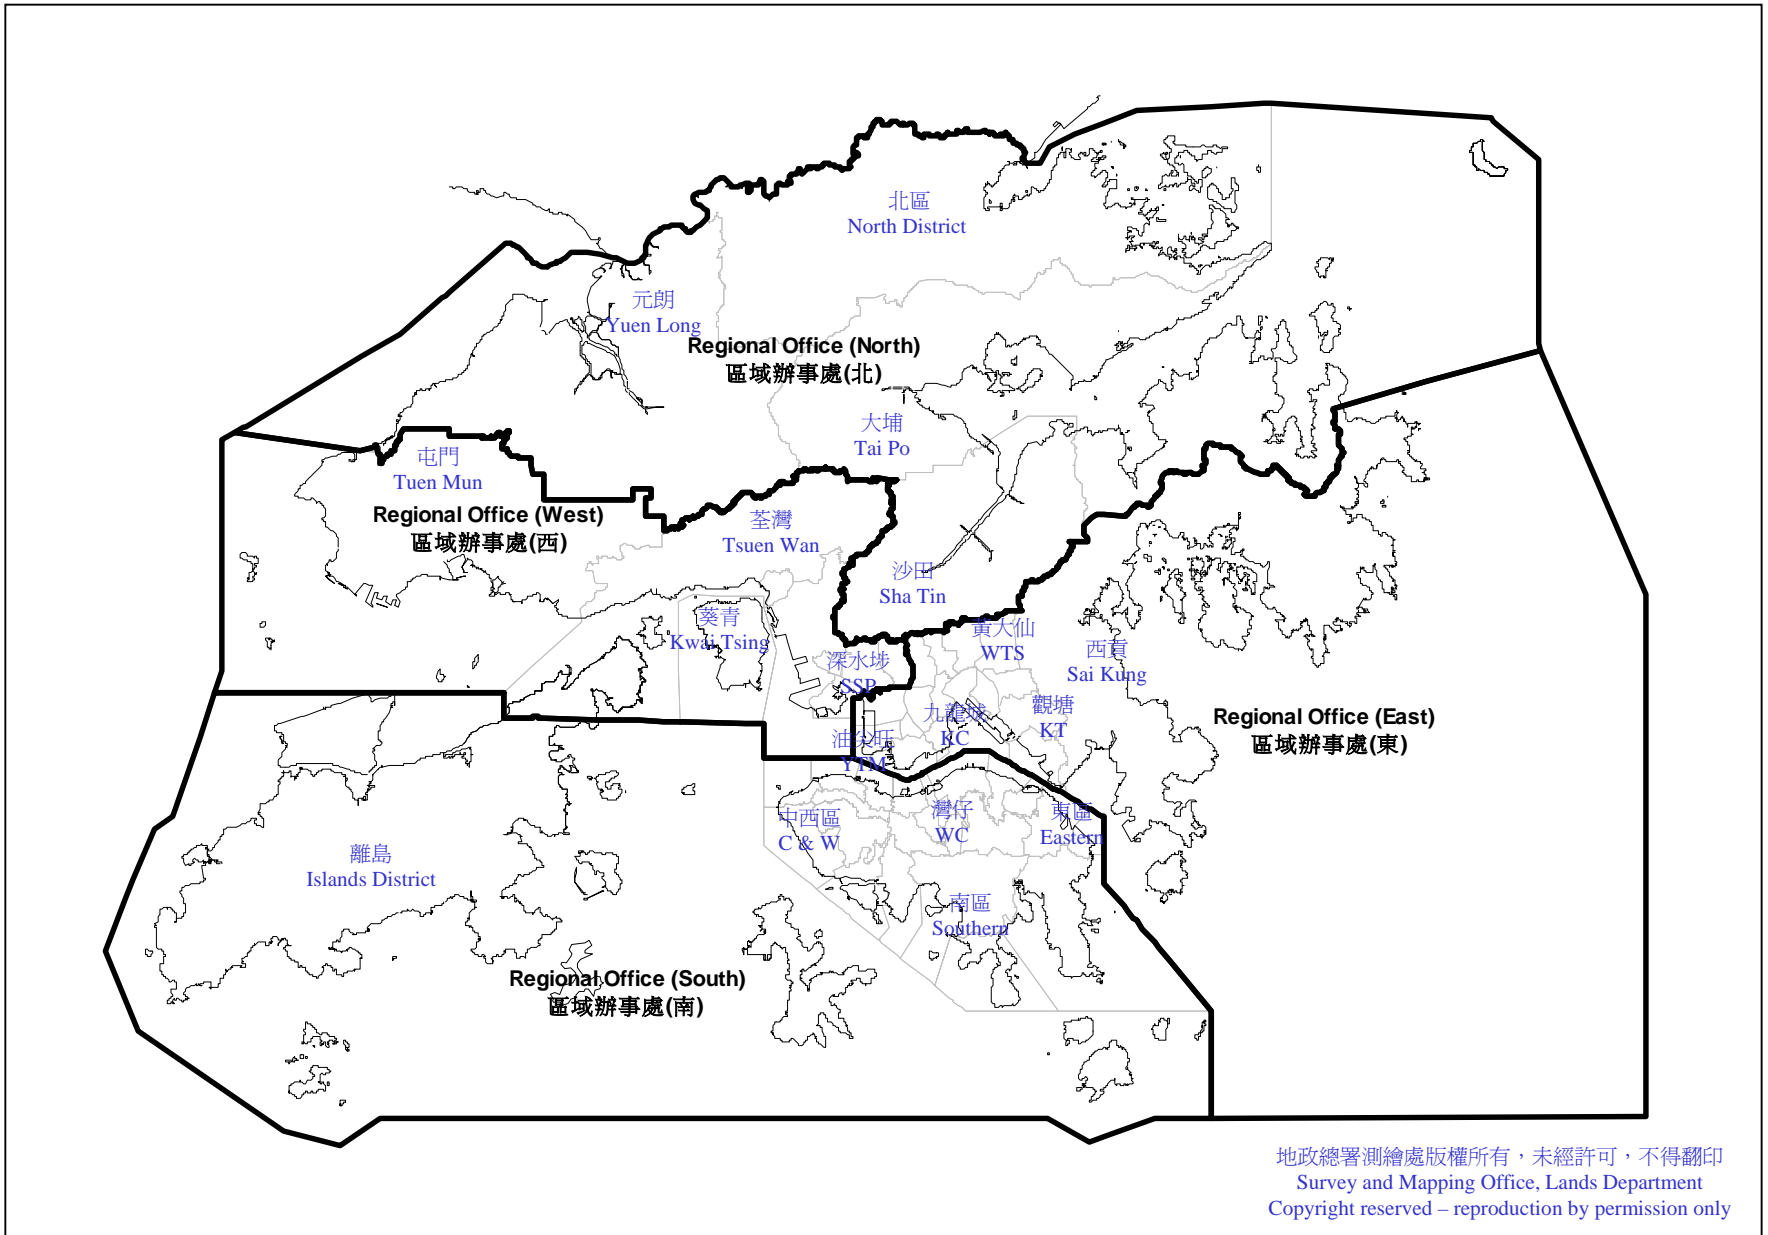 北區
North District
元朗
Yuen Long
Regional Office (North)
區域辦事處(北)
大埔
Tai Po
屯門
Tuen Mun
Regional Office (West)
區域辦事處(西)
荃灣
Tsuen Wan
沙田
Sha Tin
葵青
Kwai Tsing
黃大仙
WTS
西貢
Sai Kung
深水埗
SSP
九龍城
KC
觀塘
KT
Regional Office (East)
區域辦事處(東)
油尖旺
YTM
中西區
C & W
灣仔
WC
東區
Eastern
離島
Islands District
南區
Southern
Regional Office (South)
區域辦事處(南)
地政總署測繪處版權所有，未經許可，不得翻印
Survey and Mapping Office, Lands Department
Copyright reserved – reproduction by permission only